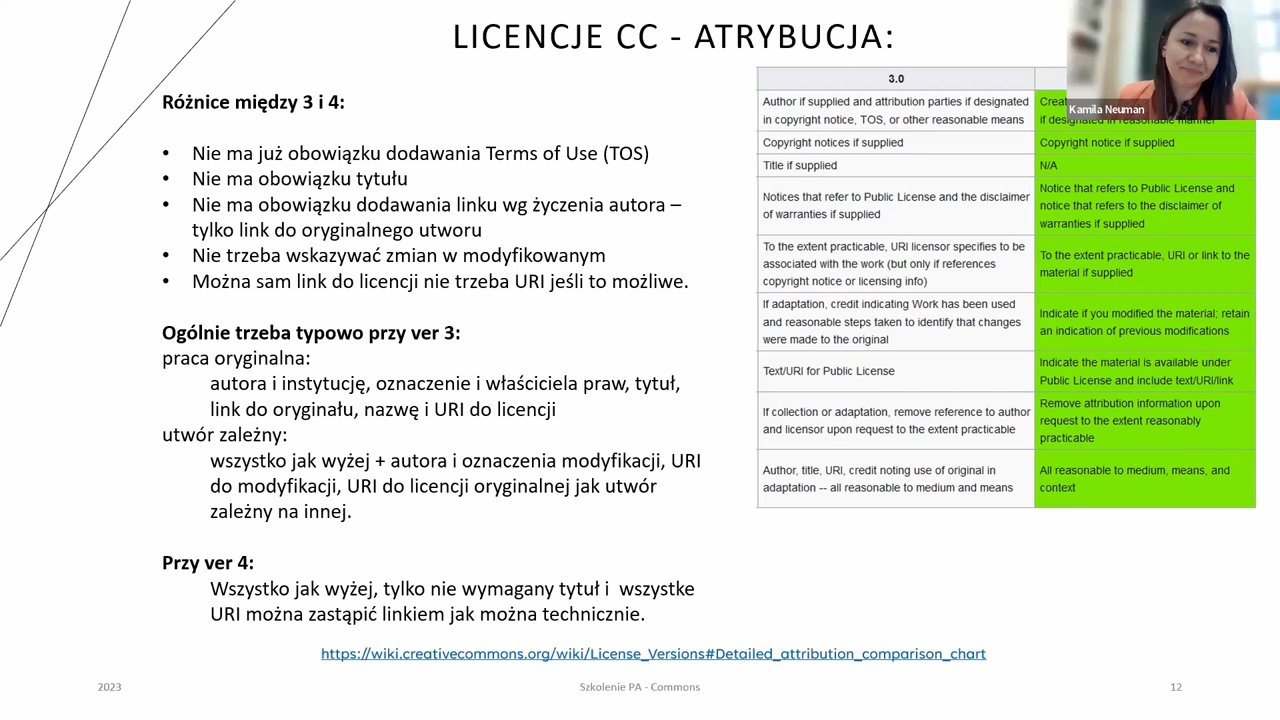 LICENCJE CC - ATRYBUCJA:
Różnice między 3 i 4:
• Nie ma już obowiązku dodawania Terms of Use (TOS)
• Nie ma obowiązku tytułu
• Nie ma obowiązku dodawania linku wg życzenia autora –
tylko link do oryginalnego utworu
• Nie trzeba wskazywać zmian w modyfikowanym
• Można sam link do licencji nie trzeba URI jeśli to możliwe.
Ogólnie trzeba typowo przy ver 3:
praca oryginalna:
autora i instytucję, oznaczenie i właściciela praw, tytuł,
link do oryginału, nazwę i URI do licencji
utwór zależny:
wszystko jak wyżej + autora i oznaczenia modyfikacji, URI
do modyfikacji, URI do licencji oryginalnej jak utwór
zależny na innej.
Przy ver 4:
Wszystko jak wyżej, tylko nie wymagany tytuł i wszystke
URI można zastąpić linkiem jak można technicznie.
3.0
Author if supplied and attribution parties if designated
in copyright notice, TOS, or other reasonable means
if designated in reasonable manner
Copyright notices if supplied
Copyright notice if supplied
Title if supplied
N/A
Notices that refer to Public License and the disclaimer
of warranties if supplied
Notice that refers to Public License and
notice that refers to the disclaimer of
warranties if supplied
To the extent practicable, URI licensor specifies to be
associated with the work (but only if references
copyright notice or licensing info)
To the extent practicable, URI or link to the
material if supplied
If adaptation, credit indicating Work has been used
and reasonable steps taken to identify that changes
were made to the original
Indicate if you modified the material; retain
an indication of previous modifications
Text/URI for Public License
Indicate the material is available under
Public License and include text/URI/link
If collection or adaptation, remove reference to author
and licensor upon request to the extent practicable
Remove attribution information upon
request to the extent reasonably
practicable
Author, title, URI, credit noting use of original in
adaptation -- all reasonable to medium and means
All reasonable to medium, means, and
context
Kamila Neuman
https://wiki.creativecommons.org/wiki/License_Versions#Detailed_attribution_comparison_chart
2023
Szkolenie PA - Commons
12